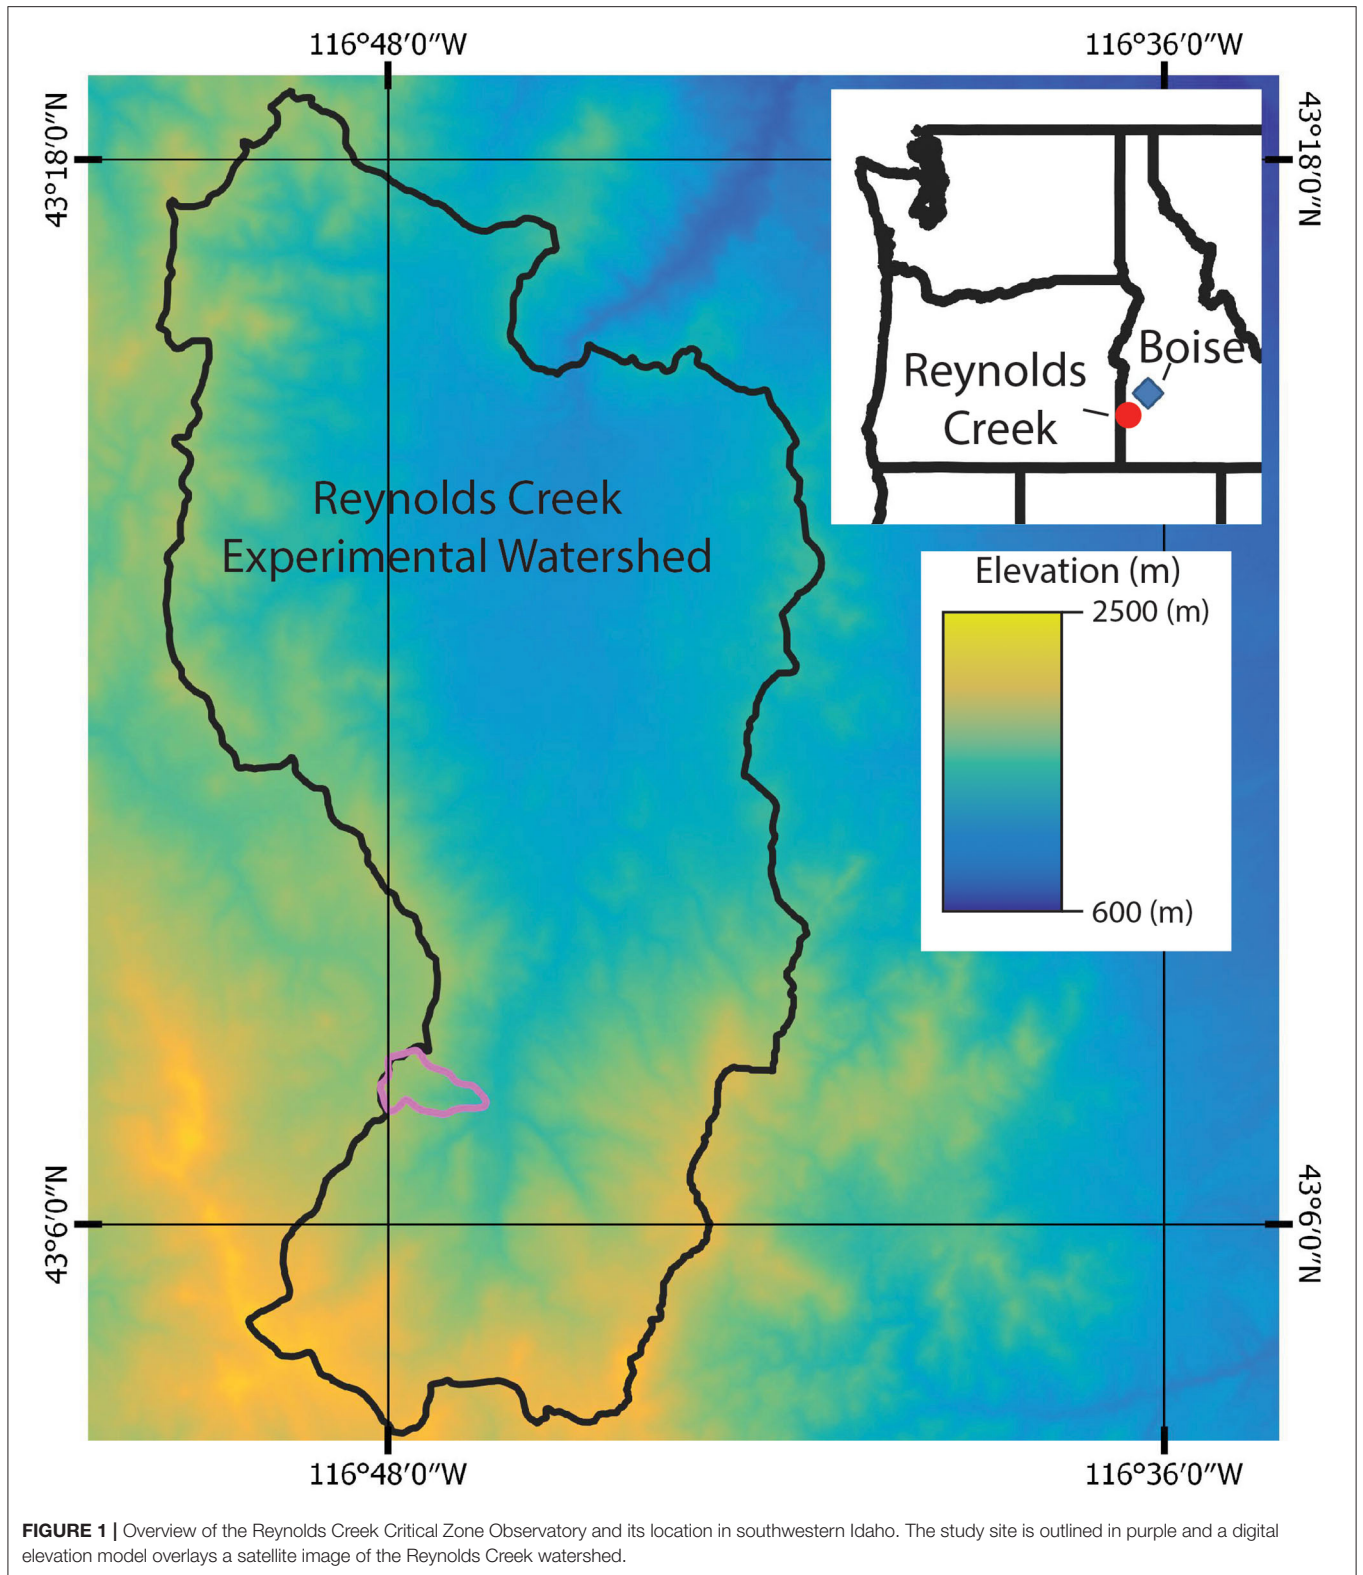 116°48′0″W
116°36′0″W
43°18′0″N
43°18′0″N
Boise
Reynolds
Creek
Reynolds Creek
Experimental Watershed
Elevation (m)
2500 (m)
600 (m)
43°6′0″N
43°6′0″N
116°48′0″W
116°36′0″W
FIGURE 1 | Overview of the Reynolds Creek Critical Zone Observatory and its location in southwestern Idaho. The study site is outlined in purple and a digital
elevation model overlays a satellite image of the Reynolds Creek watershed.